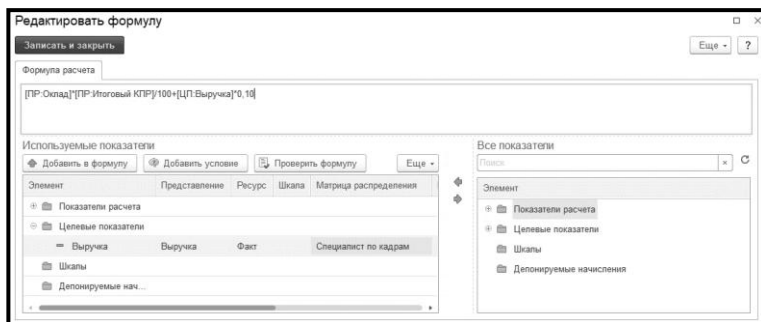 Редактировать формулу
Записать и закрыть
Еще
?
Формула расчета
[ПР:Оклад]*[ПР:Итоговый КПР]/100+[ЦП:Выручка]*0,10
Используемые показатели
Добавить в формулу
Добавить условие
Проверить формулу
Еще
Элемент Представление Ресурс Шкала Матрица распределения
Показатели расчета
Целевые показатели
Выручка Выручка Факт Специалист по кадрам
Шкалы
Депонируемые нач...
Все показатели
Поиск
Элемент
Показатели расчета
Целевые показатели
Шкалы
Депонируемые начисления